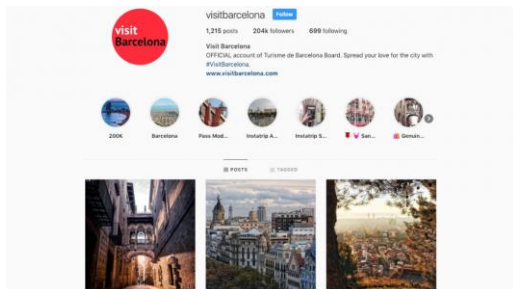 visit
Barcelona
visitbarcelona Follow
1,215 posts 204k followers 699 following
Visit Barcelona
OFFICIAL account of Turisme de Barcelona Board. Spread your love for the city with
#VisitBarcelona.
www.visitbarcelona.com
200K Barcelona Pass Mod... Instatrip A... Instatrip S... San... Genuin...
POSTS TAGGED